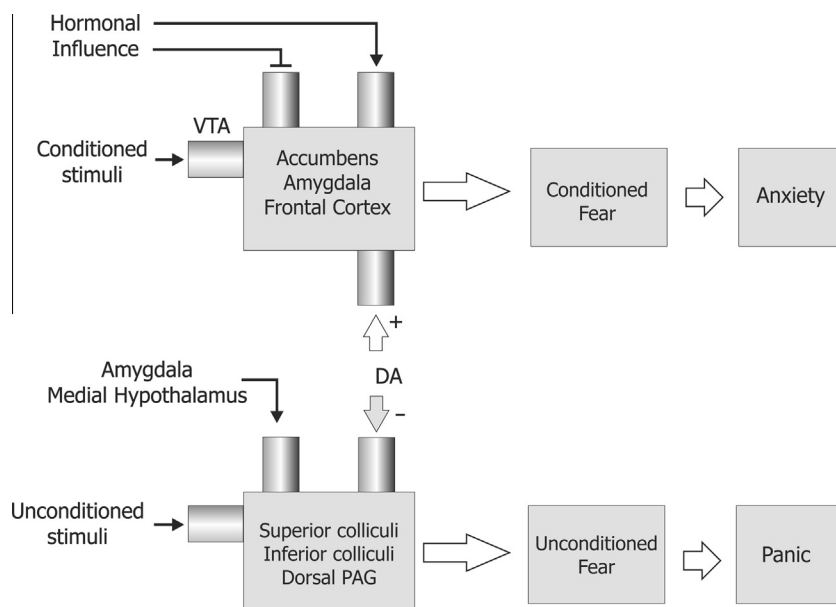 Hormonal
Influence
VTA
Conditioned
stimuli
Accumbens
Amygdala
Frontal Cortex
Conditioned
Fear
Anxiety
+
DA
–
Amygdala
Medial Hypothalamus
Unconditioned
stimuli
Superior colliculi
Inferior colliculi
Dorsal PAG
Unconditioned
Fear
Panic